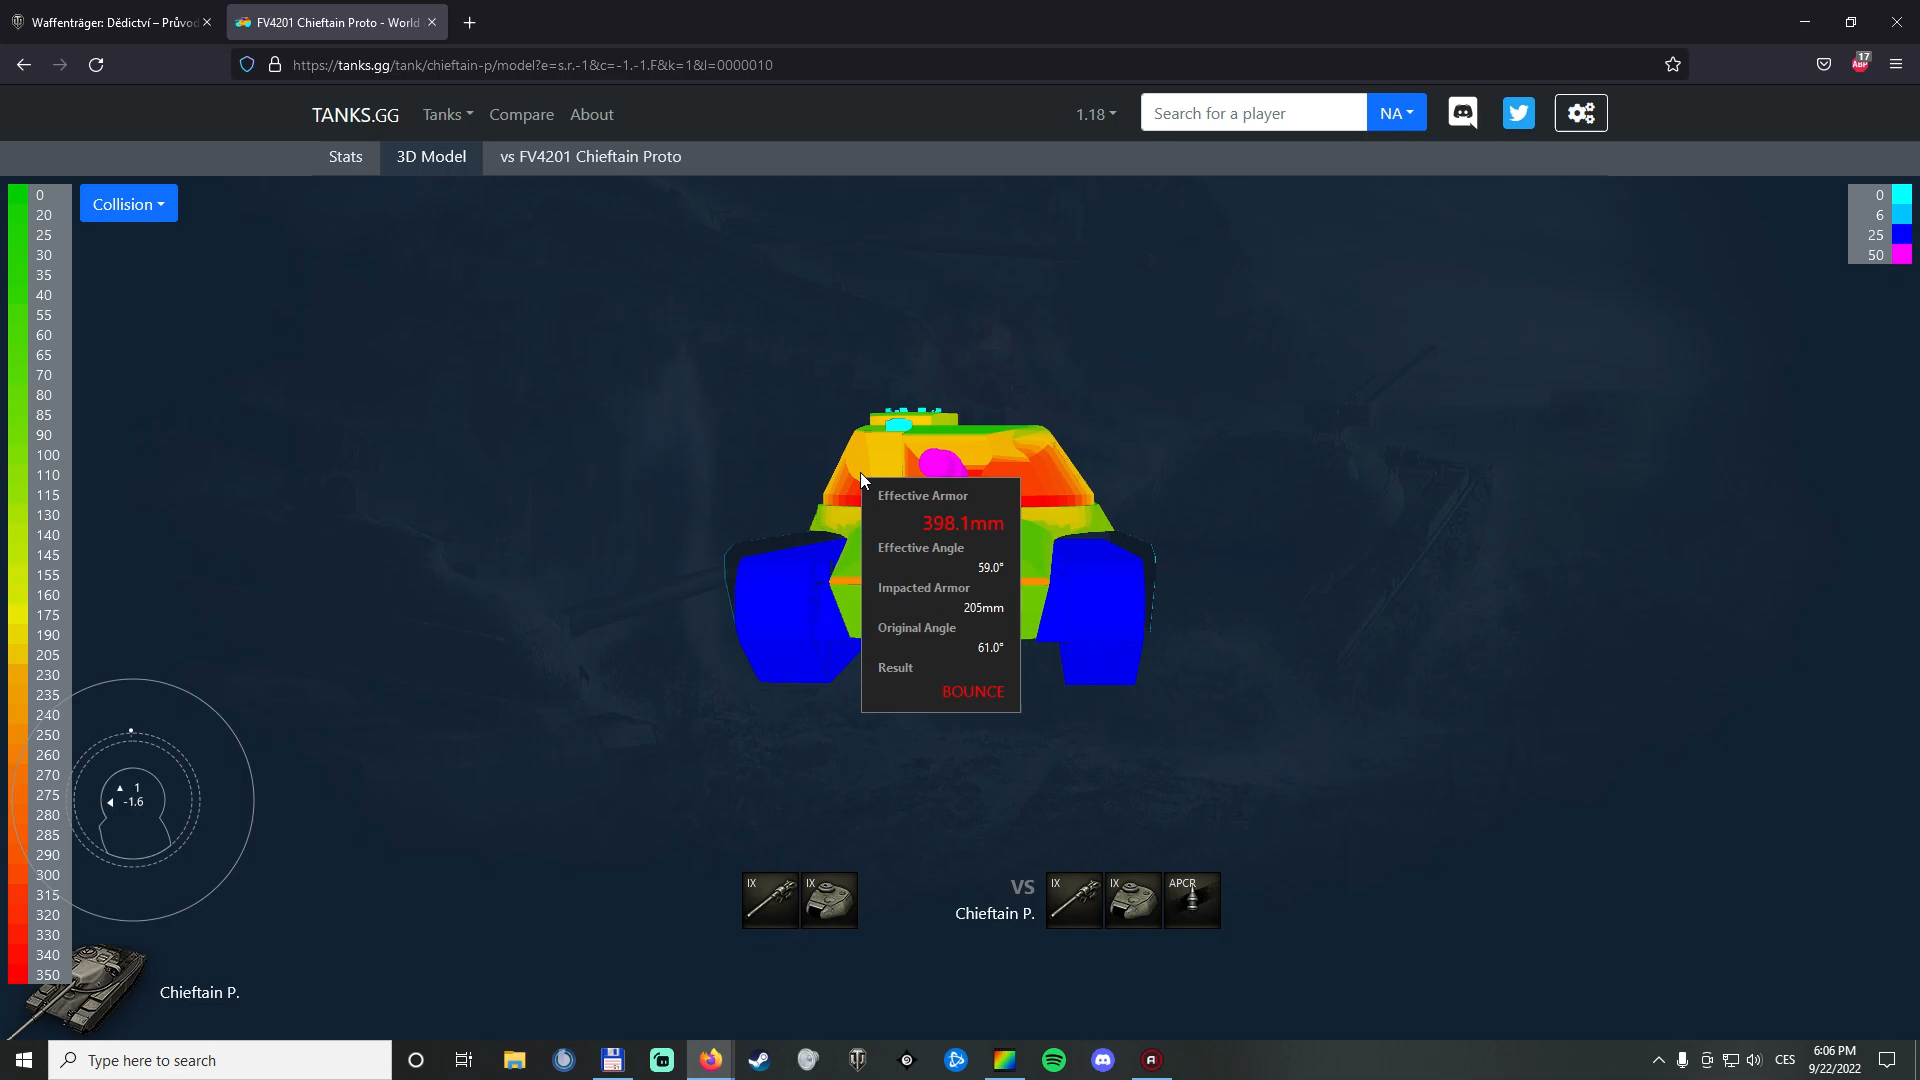 Waffenträger: Dědictví – Průvod
FV4201 Chieftain Proto - World
https://tanks.gg/tank/chieftain-p/model?e=s.r.-1&c=-1.-1.F&k=1&l=0000010
17
ABP
TANKS.GG
Tanks
Compare
About
1.18
Search for a player
NA
Stats
3D Model
vs FV4201 Chieftain Proto
Collision
0
20
25
30
35
40
55
60
65
70
80
85
90
100
110
115
130
140
145
155
160
175
190
205
230
235
240
250
260
270
275
280
285
290
300
315
320
330
340
350
0
6
25
50
Effective Armor
398.1mm
Effective Angle
59.0°
Impacted Armor
205mm
Original Angle
61.0°
Result
BOUNCE
1
-1.6
IX
IX
VS
Chieftain P.
IX
IX
APCR
Chieftain P.
Type here to search
CES
6:06 PM
9/22/2022